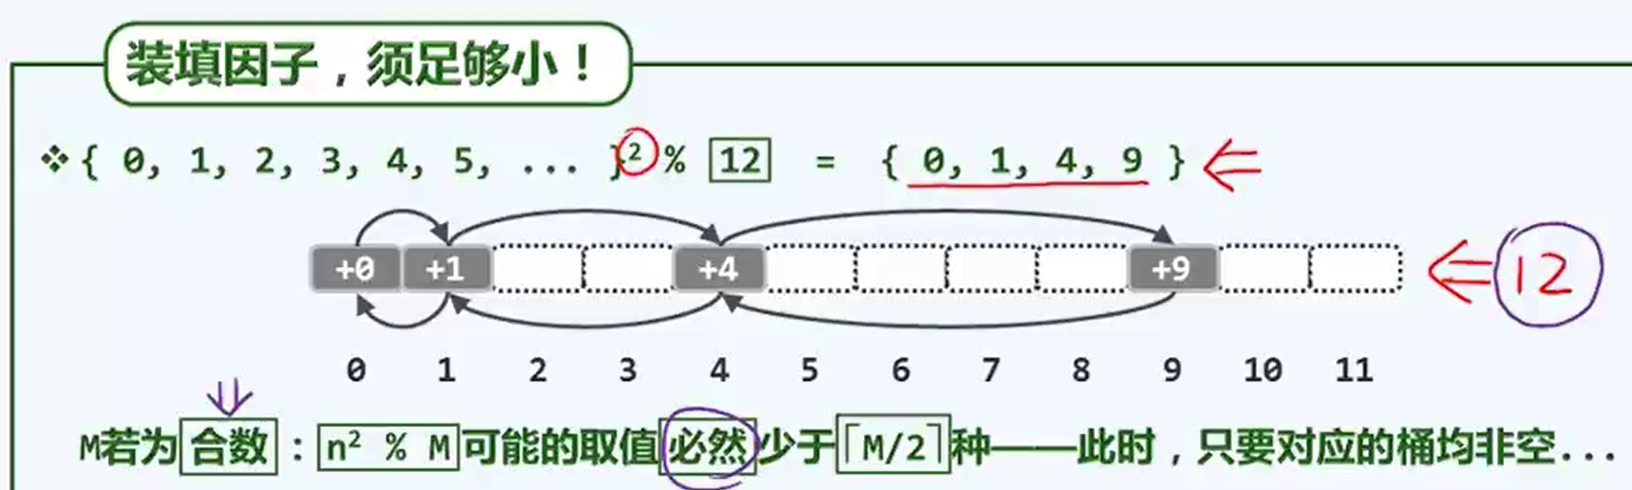 装填因子，须足够小！
❖ { 0, 1, 2, 3, 4, 5, ... }² % 12 = { 0, 1, 4, 9 }
+0 +1 +4 +9 12
0 1 2 3 4 5 6 7 8 9 10 11
M若为合数：n² % M可能的取值必然少于⌈M/2⌉种——此时，只要对应的桶均非空...